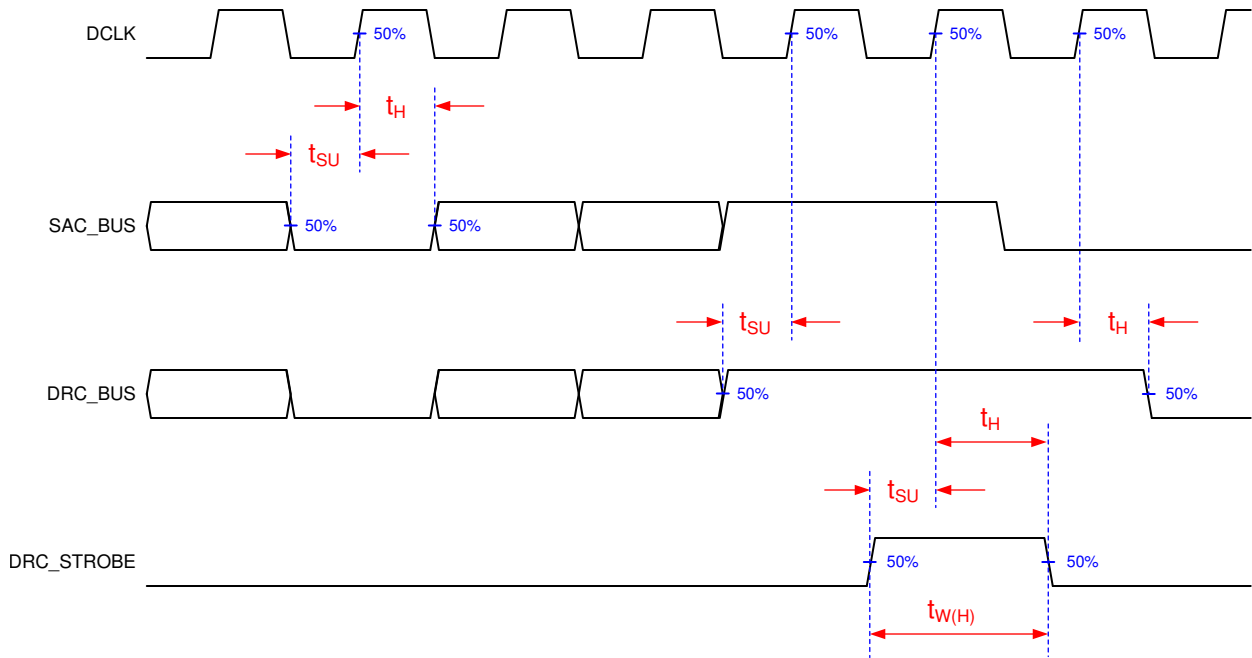 DCLK 50% 50% 50% 50%
tH
tSU
SAC_BUS 50% 50%
tSU tH
DRC_BUS 50% 50%
tH
tSU
DRC_STROBE 50% 50%
tW(H)